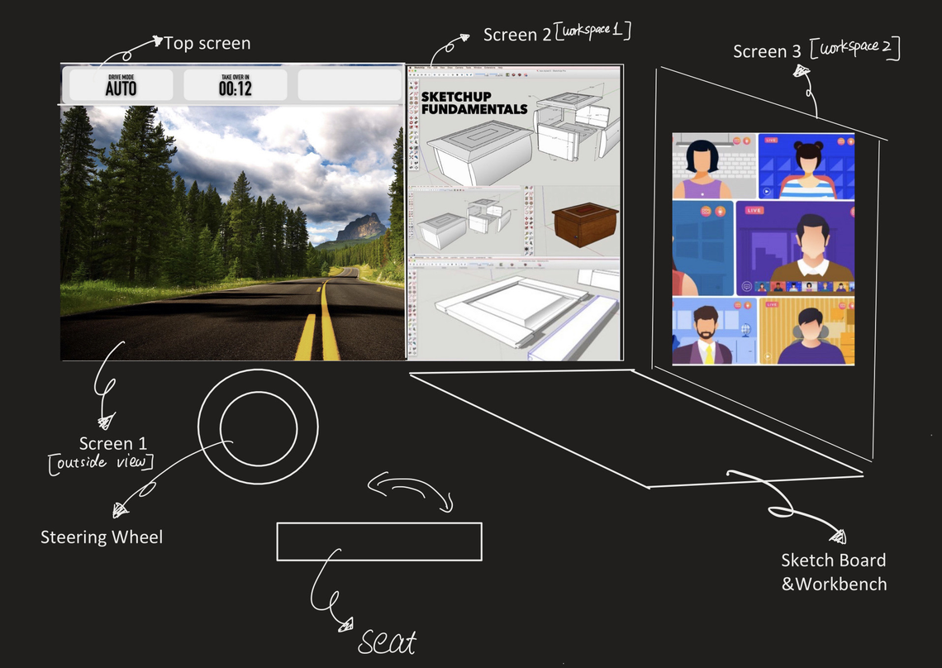 Top screen
Screen 2 [workspace 1]
Screen 3 [workspace 2]
DRIVE MODE
AUTO
TAKE OVER IN
00:12
SKETCHUP
FUNDAMENTALS
LIVE
LIVE
LIVE
Screen 1
[outside view]
Steering Wheel
Sketch Board
&Workbench
seat